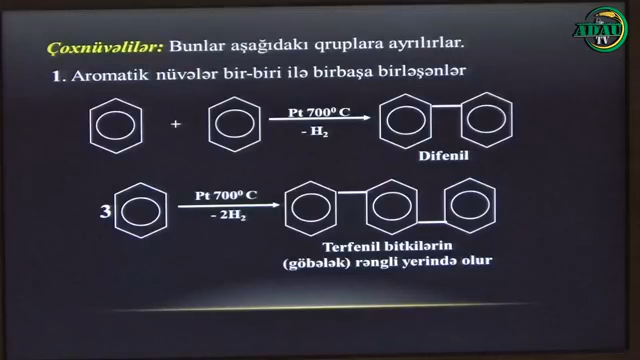 ADAU
TV
Çoxnüvəlilər: Bunlar aşağıdakı qruplara ayrılırlar.
1. Aromatik nüvələr bir-biri ilə birbaşa birləşənlər
+
Pt 700⁰ C
- H₂
Difenil
3
Pt 700⁰ C
- 2H₂
Terfenil bitkilərin
(göbələk) rəngli yerində olur